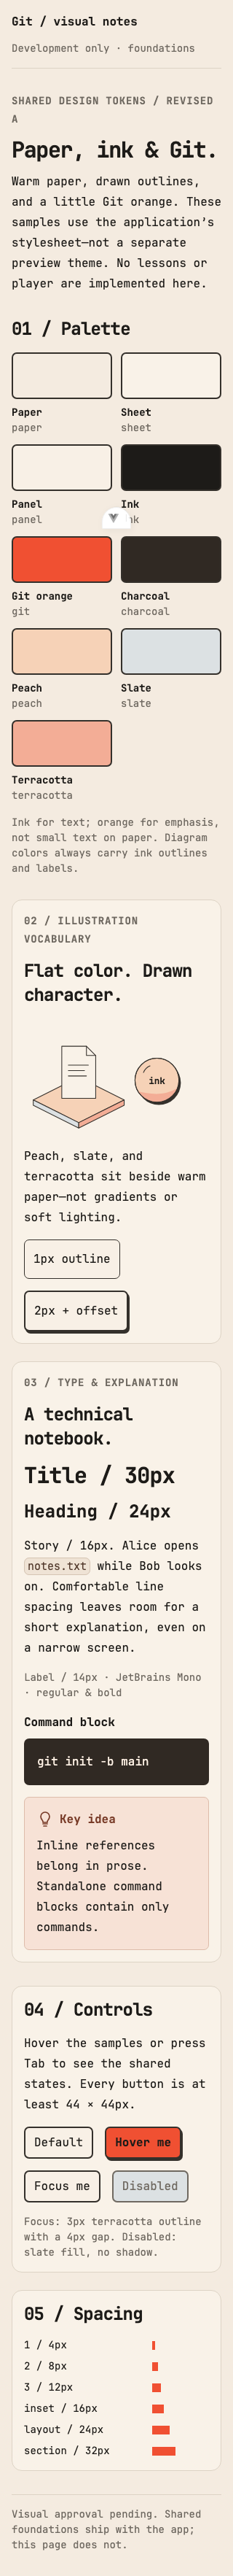 Git / visual notes
Development only · foundations
SHARED DESIGN TOKENS / REVISED
A
Paper, ink & Git.
Warm paper, drawn outlines,
and a little Git orange. These
samples use the application’s
stylesheet—not a separate
preview theme. No lessons or
player are implemented here.
01 / Palette
Paper
paper
Sheet
sheet
Panel
panel
Ink
Git orange
git
Charcoal
charcoal
Peach
peach
Slate
slate
Terracotta
terracotta
Ink for text; orange for emphasis,
not small text on paper. Diagram
colors always carry ink outlines
and labels.
02 / ILLUSTRATION
VOCABULARY
Flat color. Drawn
character.
ink
Peach, slate, and
terracotta sit beside warm
paper—not gradients or
soft lighting.
1px outline
2px + offset
03 / TYPE & EXPLANATION
A technical
notebook.
Title / 30px
Heading / 24px
Story / 16px. Alice opens
notes.txt while Bob looks
on. Comfortable line
spacing leaves room for a
short explanation, even on
a narrow screen.
Label / 14px · JetBrains Mono
· regular & bold
Command block
git init -b main
Key idea
Inline references
belong in prose.
Standalone command
blocks contain only
commands.
04 / Controls
Hover the samples or press
Tab to see the shared
states. Every button is at
least 44 × 44px.
Default
Hover me
Focus me
Disabled
Focus: 3px terracotta outline
with a 4px gap. Disabled:
slate fill, no shadow.
05 / Spacing
1 / 4px
2 / 8px
3 / 12px
inset / 16px
layout / 24px
section / 32px
Visual approval pending. Shared
foundations ship with the app;
this page does not.